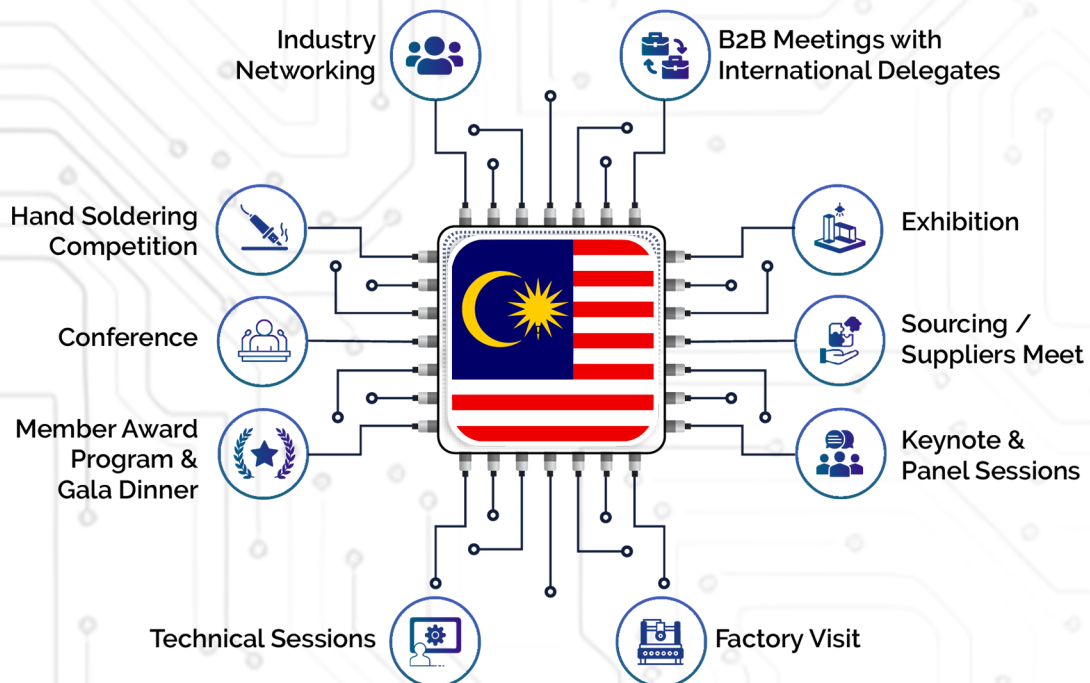 Industry
Networking
B2B Meetings with
International Delegates
Hand Soldering
Competition
Exhibition
Conference
Sourcing /
Suppliers Meet
Member Award
Program &
Gala Dinner
Keynote &
Panel Sessions
Technical Sessions
Factory Visit